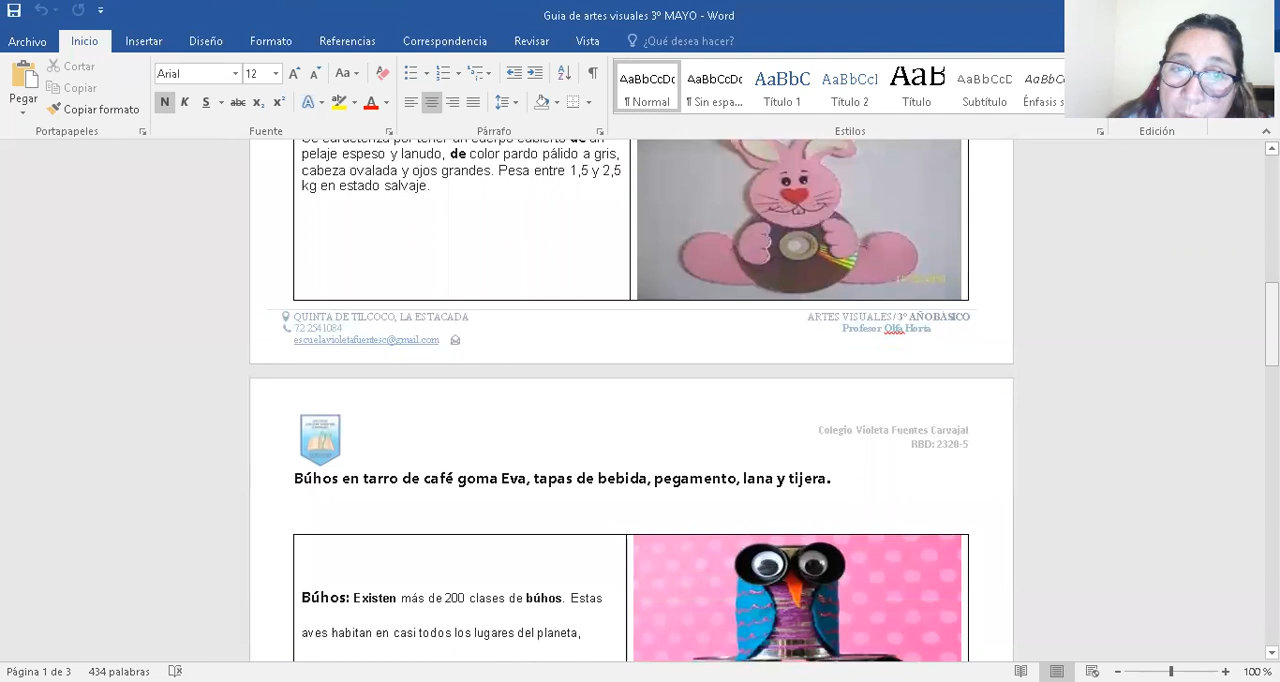 Guia de artes visuales 3º MAYO - Word
Archivo Inicio Insertar Diseño Formato Referencias Correspondencia Revisar Vista ¿Qué desea hacer?
Pegar
Cortar
Copiar
Copiar formato
Arial 12
AaBbCcDc AaBbCcDc AaBbC AaBbCcI AaB AaBbCcD AaBbCc
¶ Normal ¶ Sin espa... Título 1 Título 2 Título Subtítulo Énfasis s
Portapapeles Fuente Párrafo Estilos Edición
pelaje espeso y lanudo, de color pardo pálido a gris,
cabeza ovalada y ojos grandes. Pesa entre 1,5 y 2,5
kg en estado salvaje.
QUINTA DE TILCOCO, LA ESTACADA
72 2541084
escuelavioletafuentesc@gmail.com
ARTES VISUALES/3º AÑO BÀSICO
Profesor Olfa Horta
Colegio Violeta Fuentes Carvajal
RBD: 2320-5
Búhos en tarro de café goma Eva, tapas de bebida, pegamento, lana y tijera.
Búhos: Existen más de 200 clases de búhos. Estas
aves habitan en casi todos los lugares del planeta,
Página 1 de 3 434 palabras
100 %